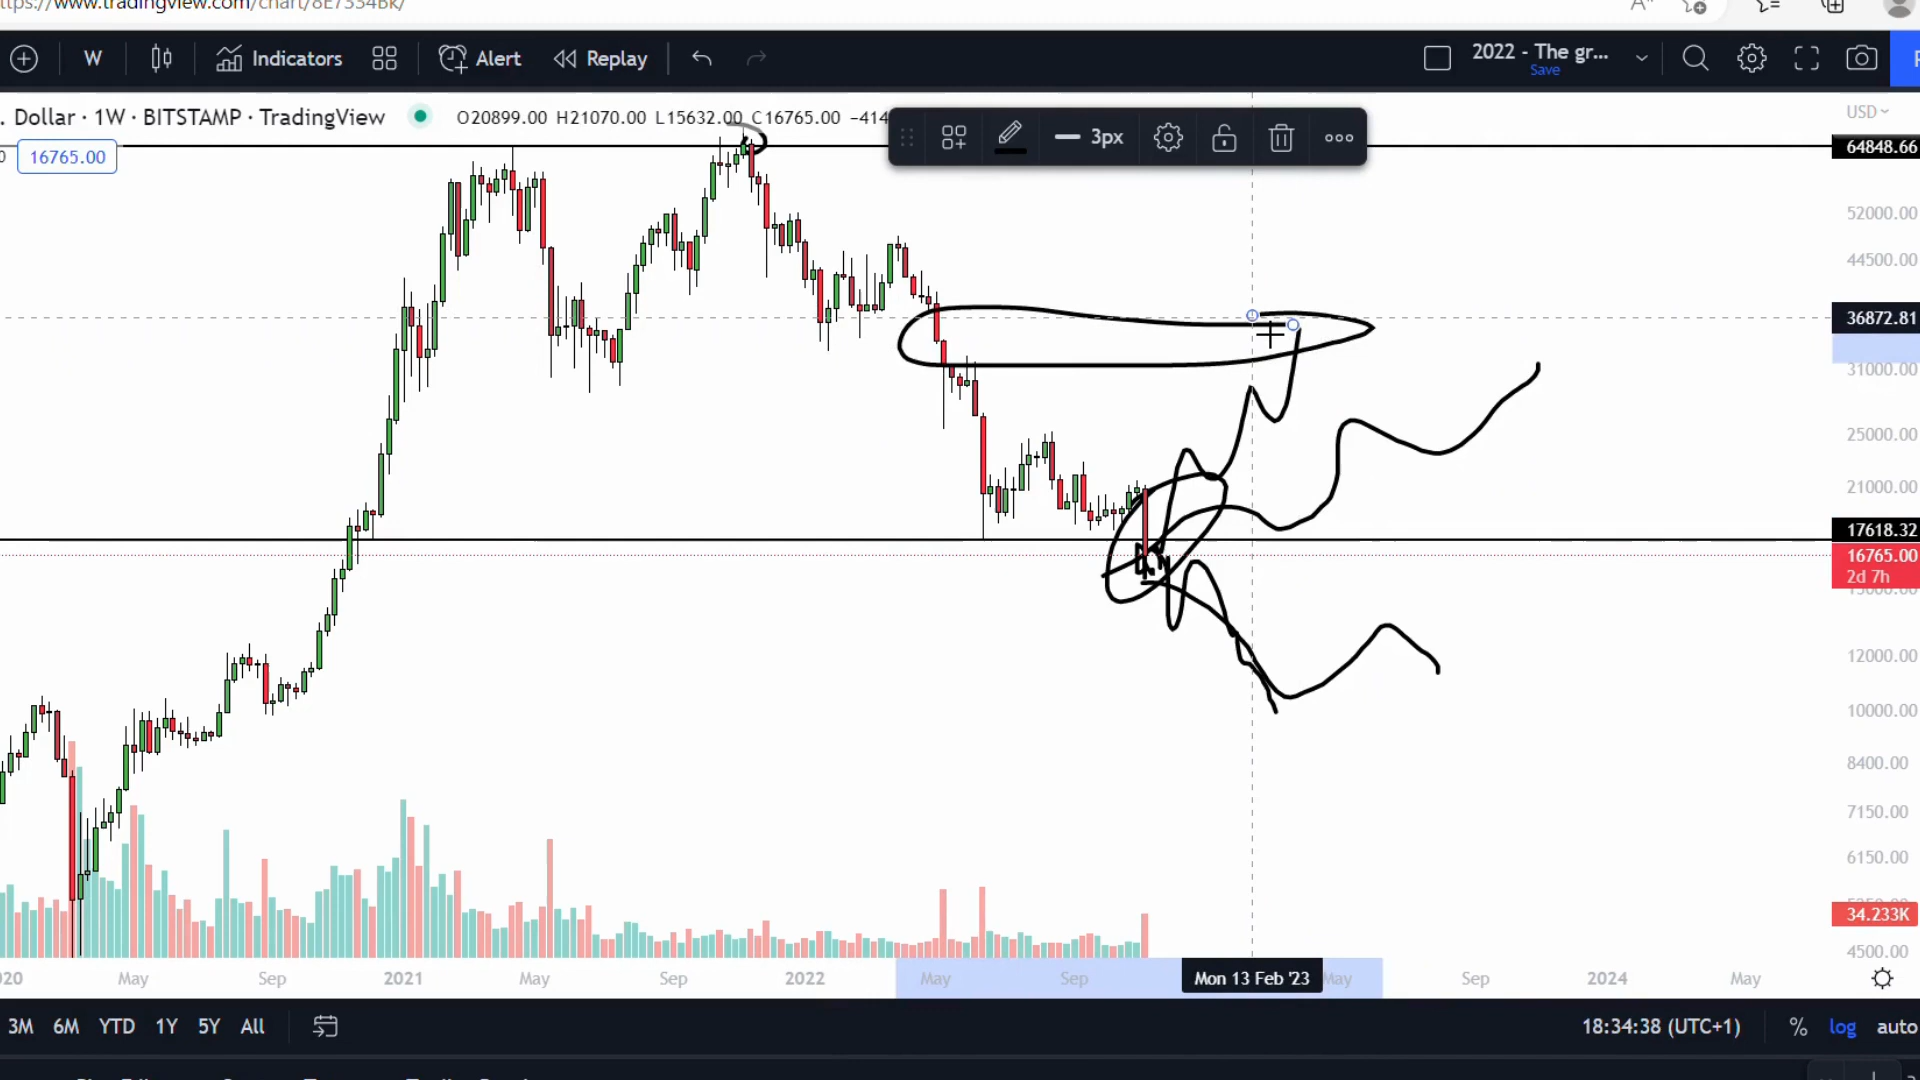 https://www.tradingview.com/chart/8E7334Bk/
W Indicators Alert Replay 2022 - The gr...
Save
. Dollar · 1W · BITSTAMP · TradingView O20899.00 H21070.00 L15632.00 C16765.00 −414
3px
USD
0 16765.00
64848.66
52000.00
44500.00
36872.81
31000.00
25000.00
21000.00
17618.32
16765.00
2d 7h
12000.00
10000.00
8400.00
7150.00
6150.00
34.233K
4500.00
020 May Sep 2021 May Sep 2022 May Sep Mon 13 Feb '23 May Sep 2024 May
3M 6M YTD 1Y 5Y All 18:34:38 (UTC+1) % log auto